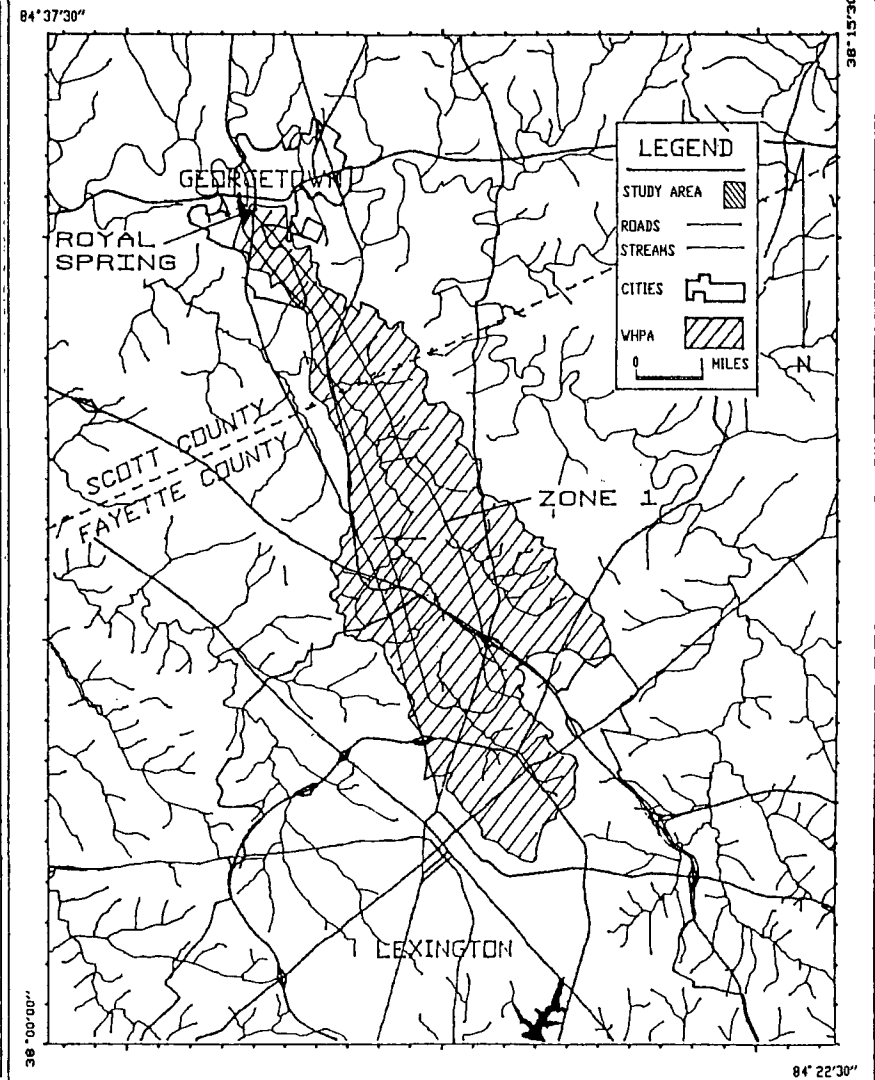 84°37'30"
38°15'30"
LEGEND
STUDY AREA
ROADS
STREAMS
CITIES
WHPA
0 1 MILES
N
GEORGETOWN
ROYAL
SPRING
SCOTT COUNTY
FAYETTE COUNTY
ZONE 1
LEXINGTON
38°00'00"
84°22'30"